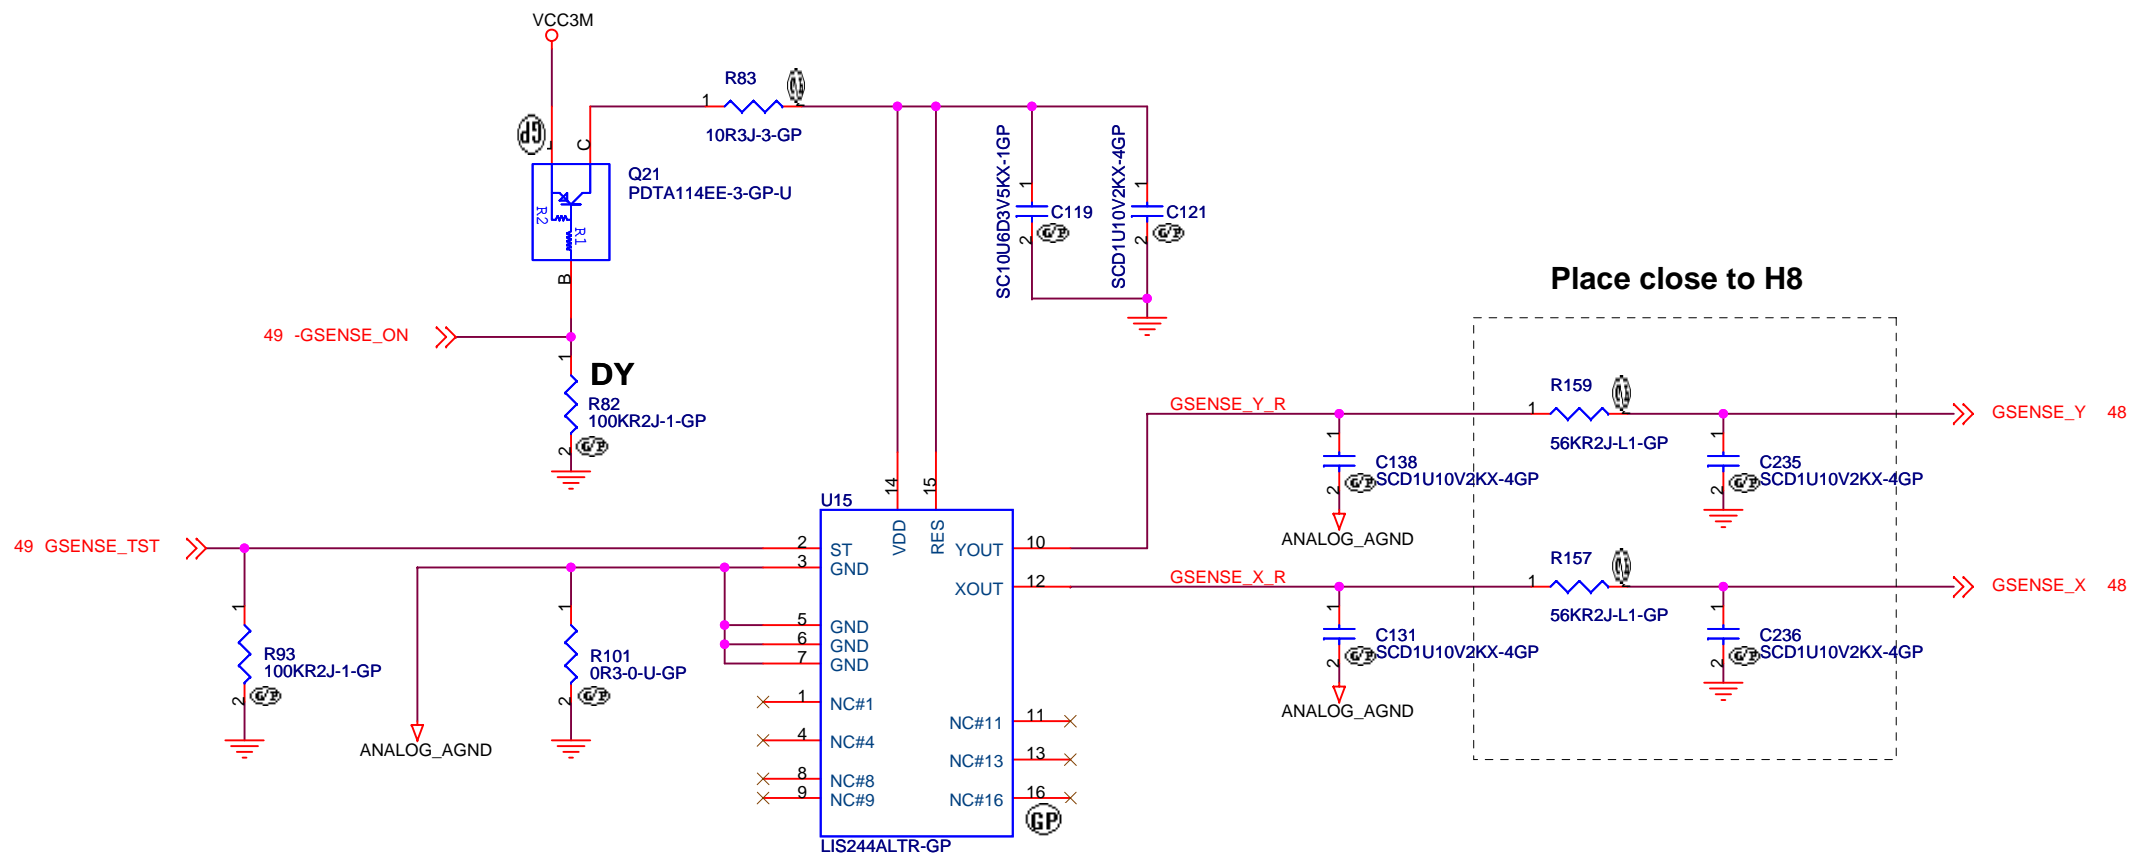 VCC3M
R83
1
10R3J-3-GP
GP
C
Q21
PDTA114EE-3-GP-U
R2
R1
B
SC10U6D3V5KX-1GP
1
C119
2
G/P
SCD1U10V2KX-4GP
1
C121
2
G/P
Place close to H8
49 -GSENSE_ON
1
DY
R82
100KR2J-1-GP
2
G/P
GSENSE_Y_R
1
R159
56KR2J-L1-GP
GSENSE_Y 48
1
C138
SCD1U10V2KX-4GP
2
G/P
ANALOG_AGND
1
C235
SCD1U10V2KX-4GP
2
G/P
49 GSENSE_TST
U15
14
15
VDD
RES
2 ST
3 GND
5 GND
6 GND
7 GND
1 NC#1
4 NC#4
8 NC#8
9 NC#9
YOUT 10
XOUT 12
NC#11 11
NC#13 13
NC#16 16
GP
LIS244ALTR-GP
1
R93
100KR2J-1-GP
2
G/P
ANALOG_AGND
1
R101
0R3-0-U-GP
2
G/P
GSENSE_X_R
1
R157
56KR2J-L1-GP
GSENSE_X 48
1
C131
SCD1U10V2KX-4GP
2
G/P
ANALOG_AGND
1
C236
SCD1U10V2KX-4GP
2
G/P